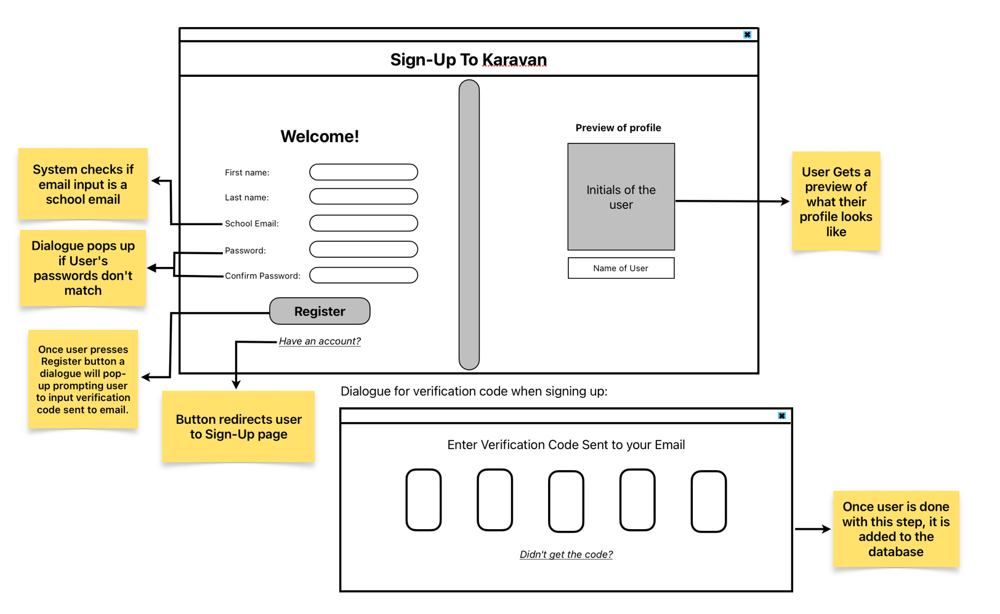 Sign-Up To Karavan
Welcome!
First name:
Last name:
School Email:
Password:
Confirm Password:
Register
Have an account?
Preview of profile
Initials of the
user
Name of User
System checks if
email input is a
school email
Dialogue pops up
if User's
passwords don't
match
Once user presses
Register button a
dialogue will pop-
up prompting user
to input verification
code sent to email.
Button redirects user
to Sign-Up page
User Gets a
preview of
what their
profile looks
like
Dialogue for verification code when signing up:
Enter Verification Code Sent to your Email
Didn't get the code?
Once user is done
with this step, it is
added to the
database